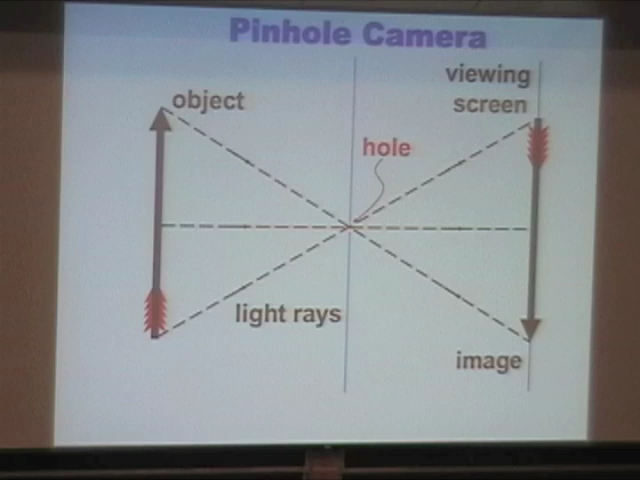 Pinhole Camera
viewing
screen
object
hole
light rays
image